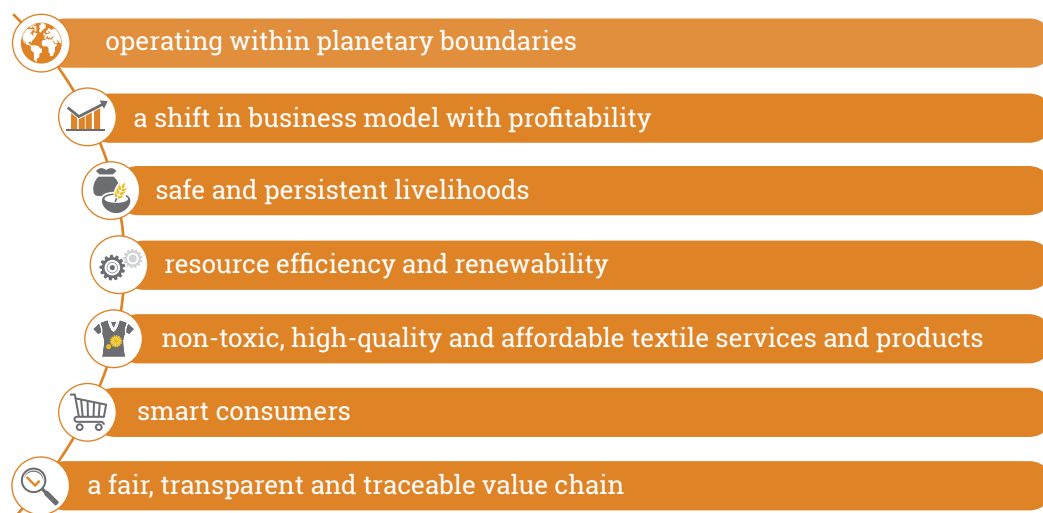 operating within planetary boundaries
a shift in business model with profitability
safe and persistent livelihoods
resource efficiency and renewability
non-toxic, high-quality and affordable textile services and products
smart consumers
a fair, transparent and traceable value chain